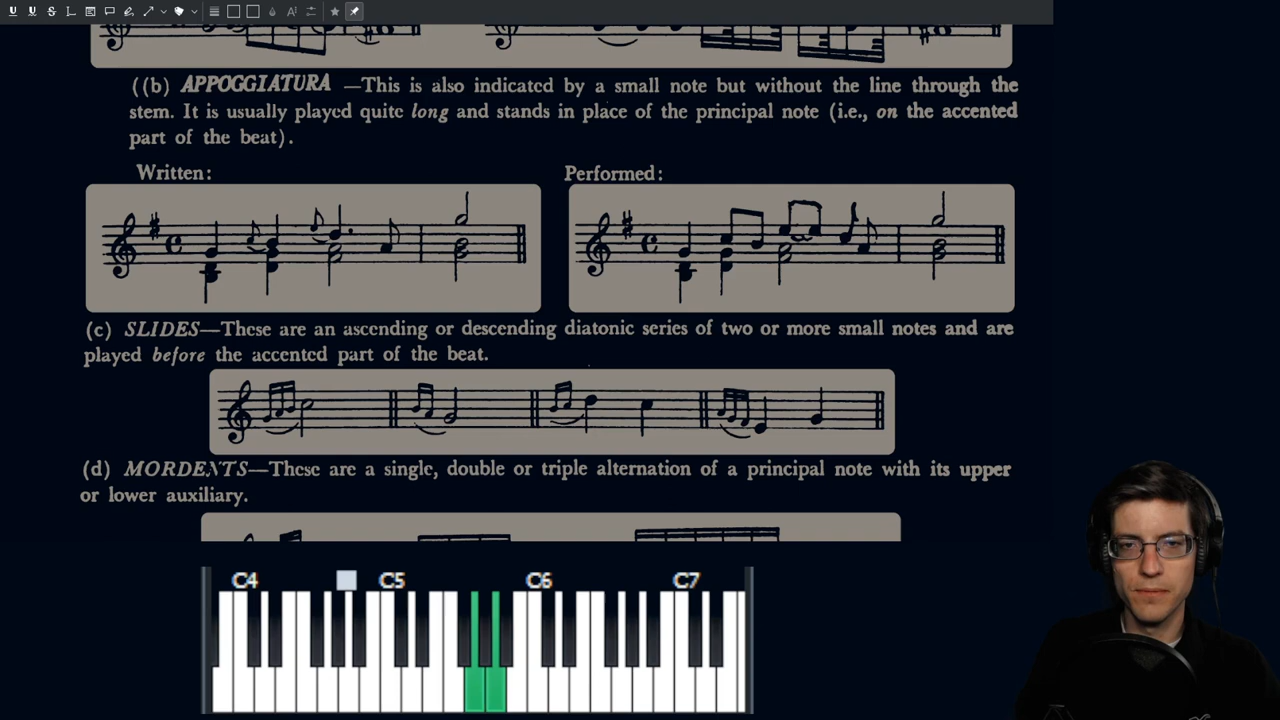 ((b) APPOGGIATURA —This is also indicated by a small note but without the line through the
stem. It is usually played quite long and stands in place of the principal note (i.e., on the accented
part of the beat).
Written:
Performed:
(c) SLIDES—These are an ascending or descending diatonic series of two or more small notes and are
played before the accented part of the beat.
(d) MORDENTS—These are a single, double or triple alternation of a principal note with its upper
or lower auxiliary.
C4 C5 C6 C7